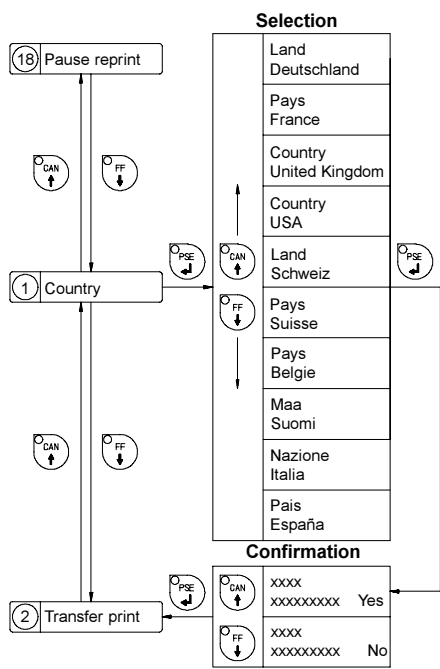 Selection
18 Pause reprint
CAN
FF
1 Country
PSE
CAN
FF
Land
Deutschland
Pays
France
Country
United Kingdom
Country
USA
Land
Schweiz
Pays
Suisse
Pays
Belgie
Maa
Suomi
Nazione
Italia
Pais
España
PSE
CAN
FF
Confirmation
2 Transfer print
PSE
CAN
xxxx
xxxxxxxxx Yes
FF
xxxx
xxxxxxxxx No